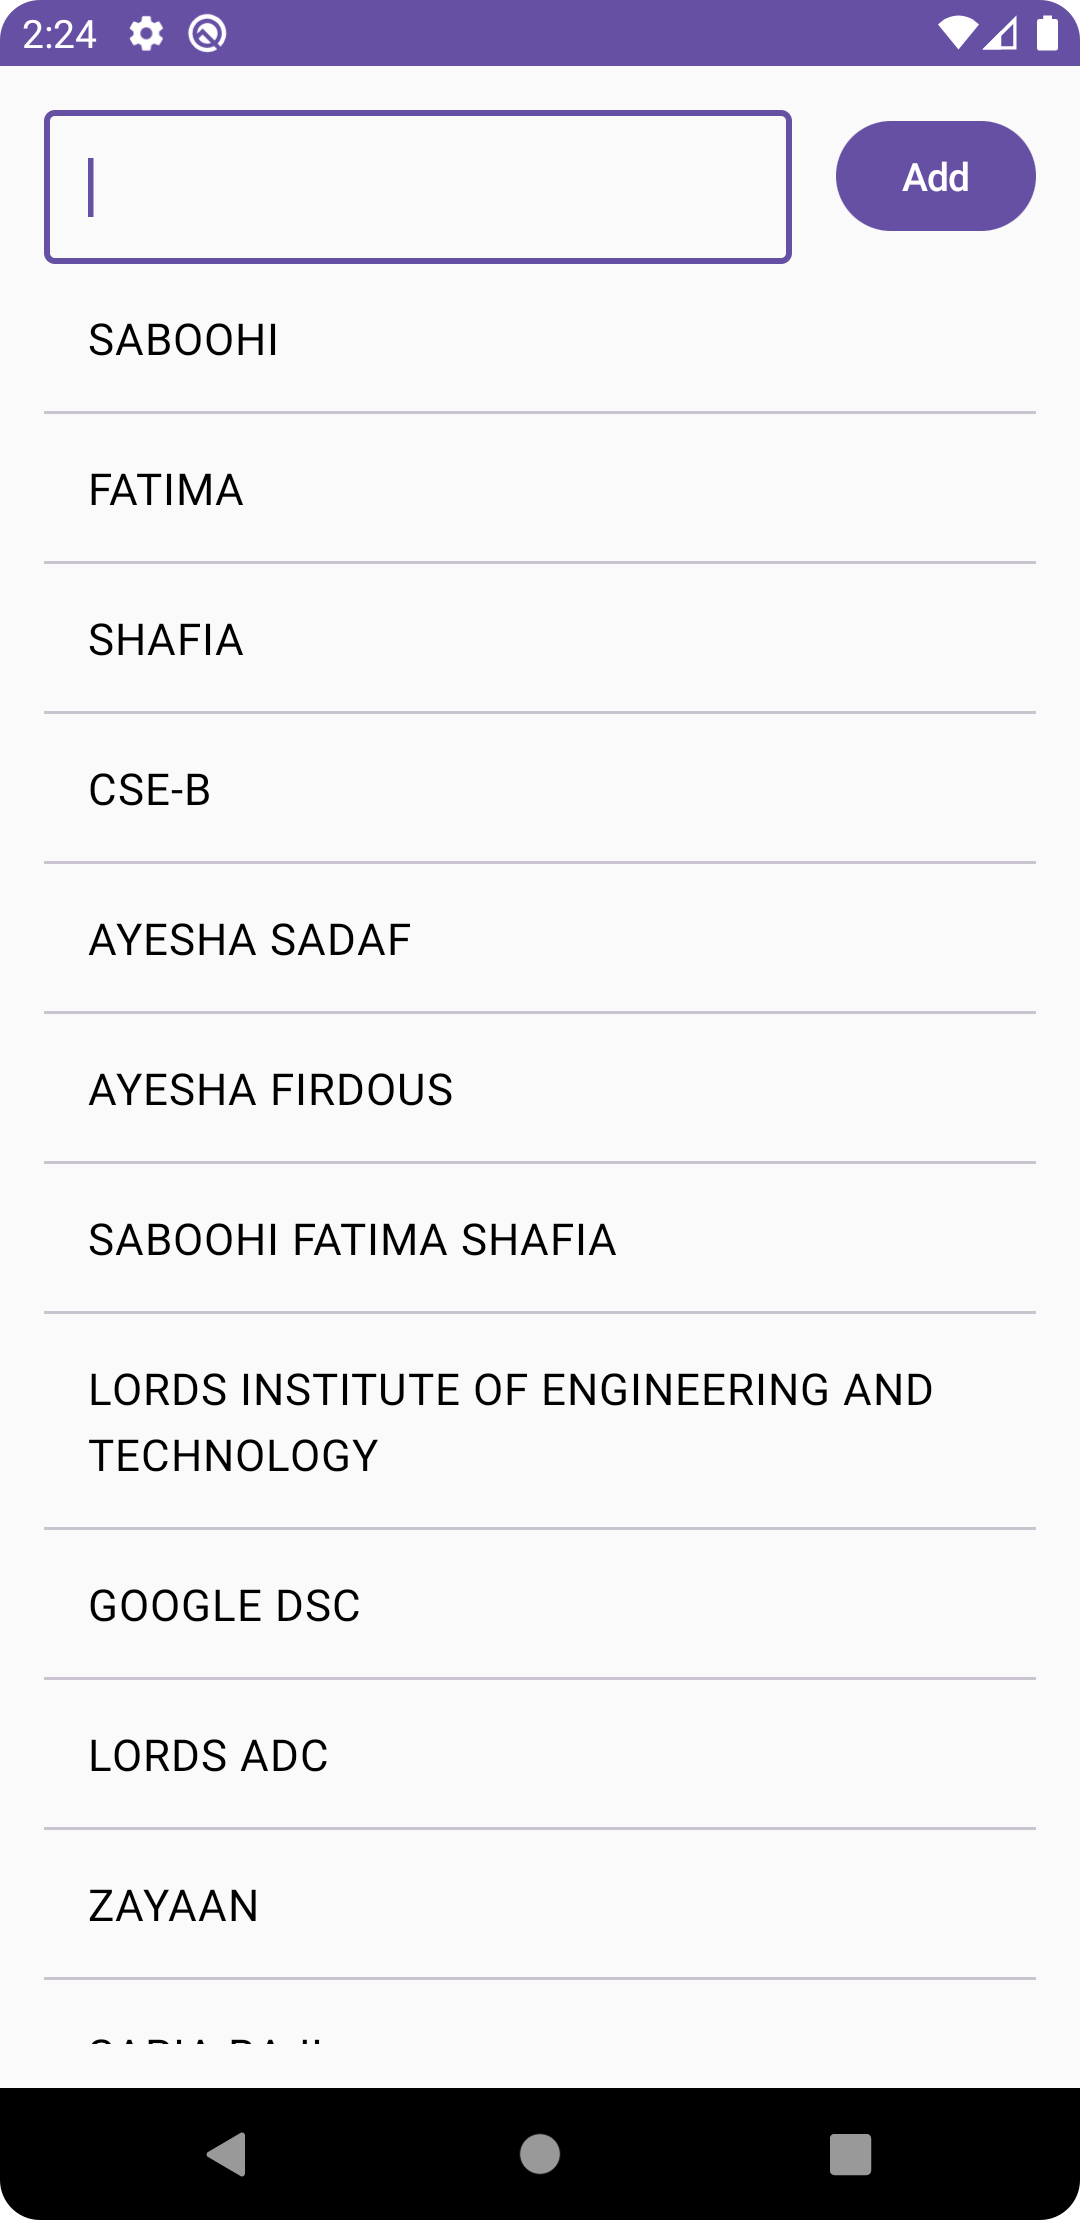 2:24
Add
SABOOHI
FATIMA
SHAFIA
CSE-B
AYESHA SADAF
AYESHA FIRDOUS
SABOOHI FATIMA SHAFIA
LORDS INSTITUTE OF ENGINEERING AND
TECHNOLOGY
GOOGLE DSC
LORDS ADC
ZAYAAN